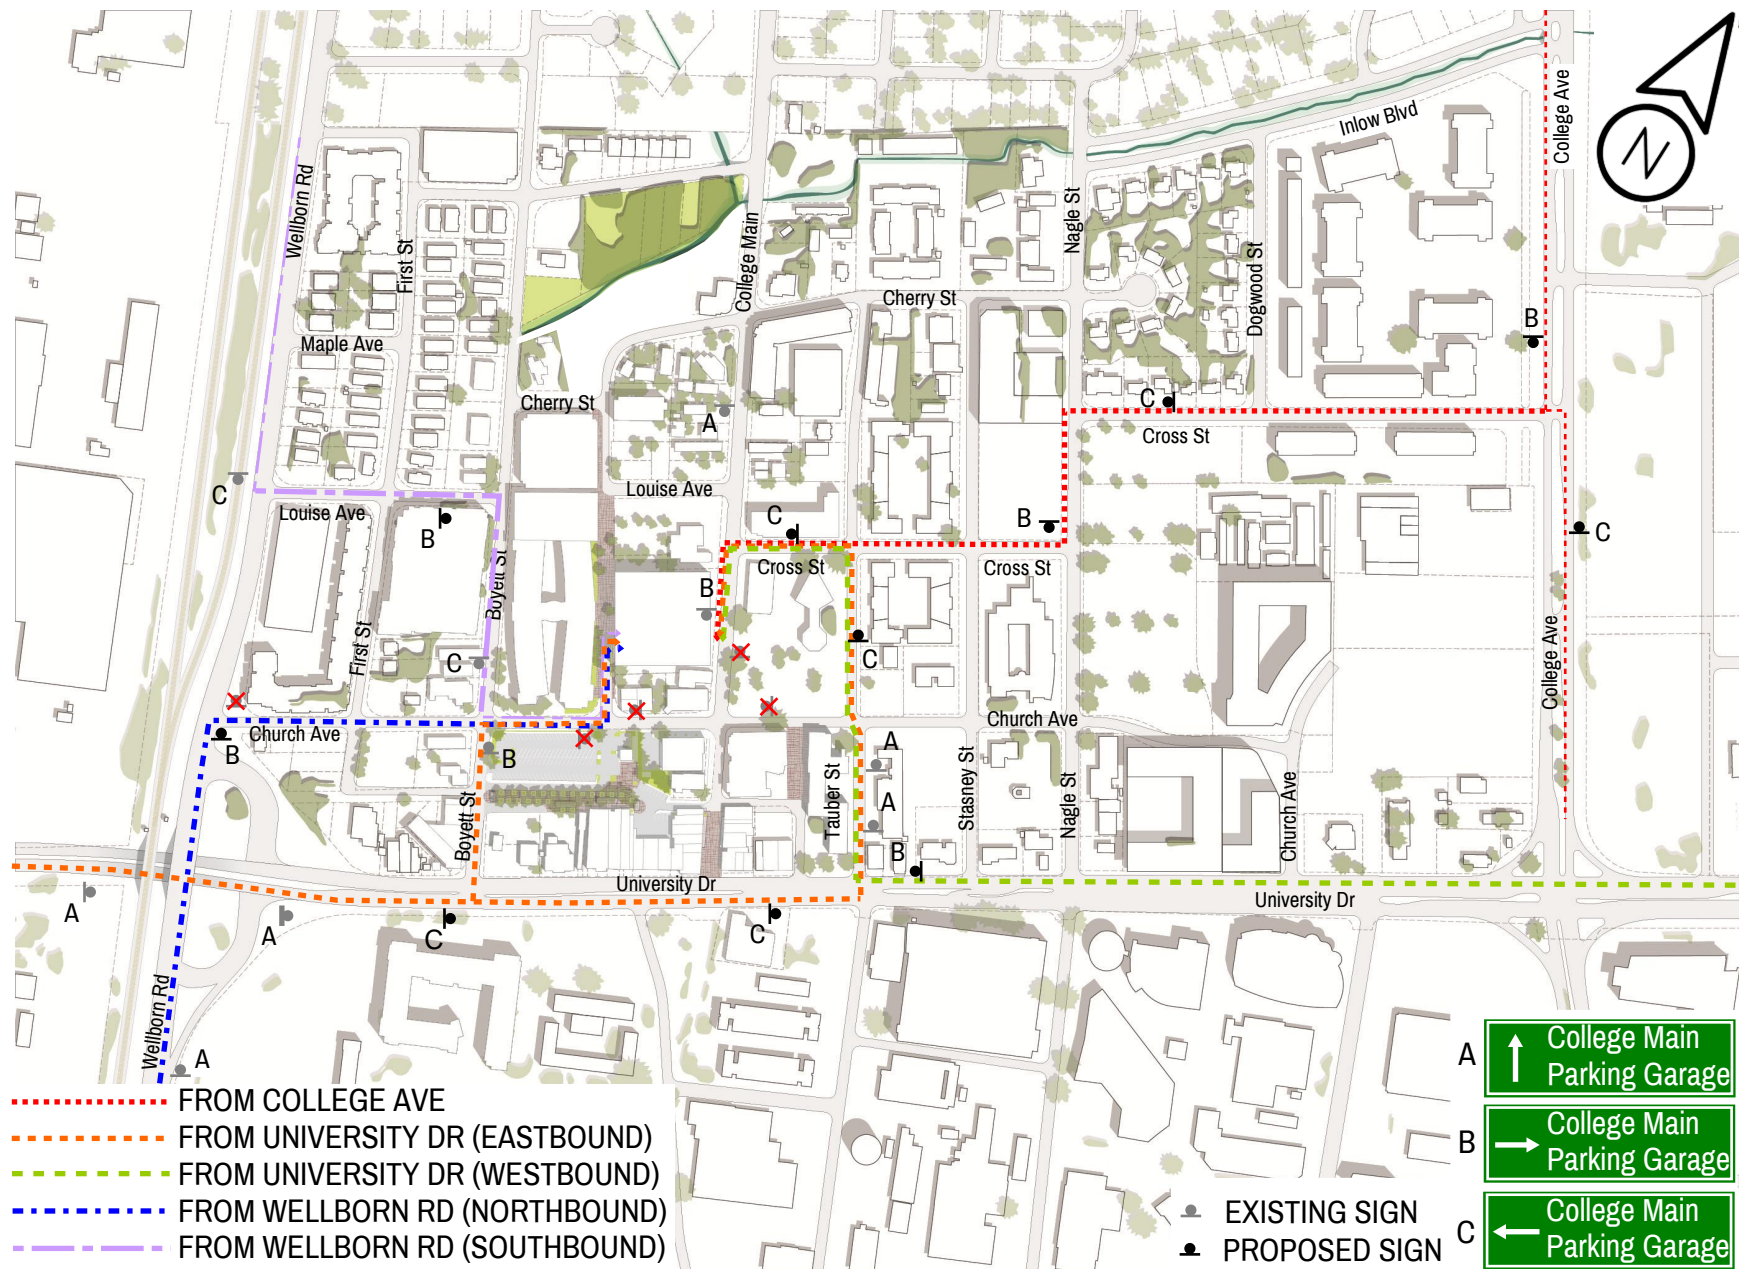 College Ave
Inlow Blvd
N
Wellborn Rd
First St
College Main
Nagle St
Dogwood St
Cherry St
B
Maple Ave
Cherry St
A
C
Cross St
C
Louise Ave
Louise Ave
B
C
B
C
Boyett St
B
Cross St
Cross St
First St
C
C
College Ave
Church Ave
B
B
Church Ave
A
A
Boyett St
Tauber St
Stasney St
Nagle St
Church Ave
B
University Dr
University Dr
A
A
C
C
Wellborn Rd
A
FROM COLLEGE AVE
FROM UNIVERSITY DR (EASTBOUND)
FROM UNIVERSITY DR (WESTBOUND)
FROM WELLBORN RD (NORTHBOUND)
FROM WELLBORN RD (SOUTHBOUND)
EXISTING SIGN
PROPOSED SIGN
A
College Main
Parking Garage
B
College Main
Parking Garage
C
College Main
Parking Garage